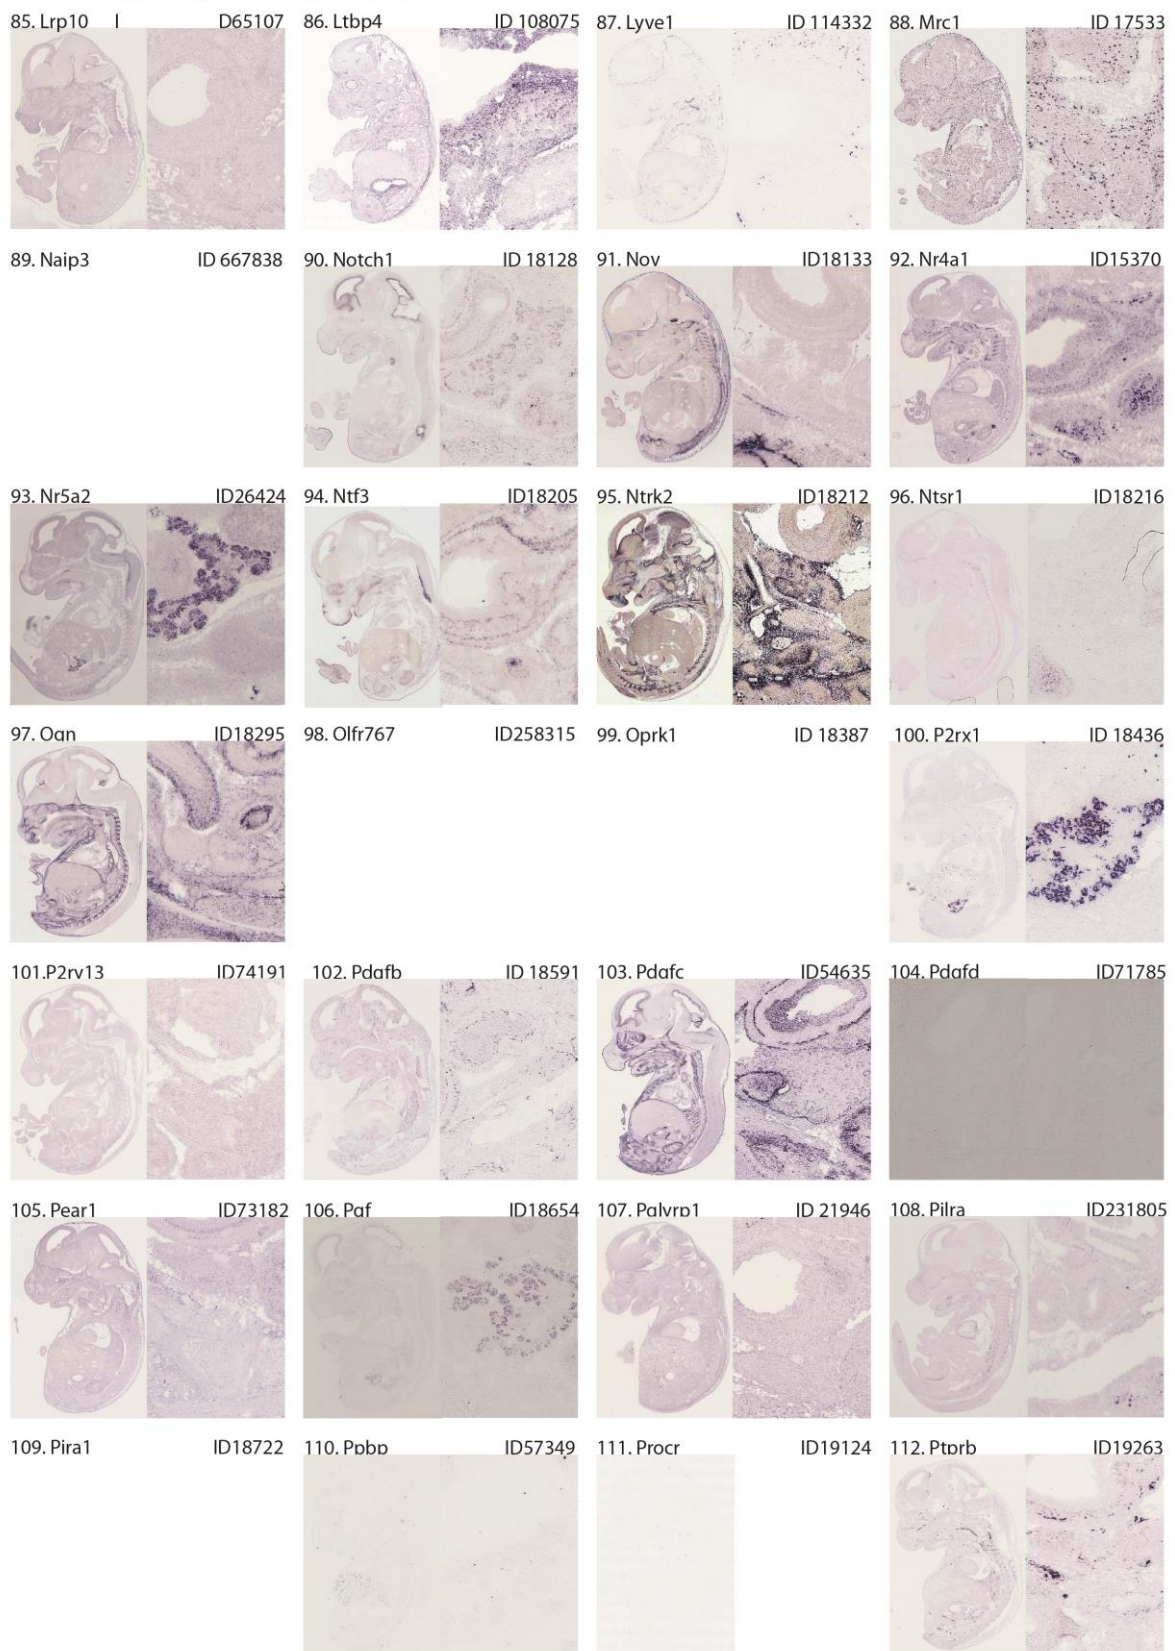 85. Lrp10 I D65107 86. Ltbp4 ID 108075 87. Lyve1 ID 114332 88. Mrc1 ID 17533
89. Naip3 ID 667838 90. Notch1 ID 18128 91. Nov ID18133 92. Nr4a1 ID15370
93. Nr5a2 ID26424 94. Ntf3 ID18205 95. Ntrk2 ID18212 96. Ntsr1 ID18216
97. Ogn ID18295 98. Olfr767 ID258315 99. Oprk1 ID 18387 100. P2rx1 ID 18436
101.P2ry13 ID74191 102. Pdgfb ID 18591 103. Pdgfc ID54635 104. Pdgfd ID71785
105. Pear1 ID73182 106. Pgf ID18654 107. Pglyrp1 ID 21946 108. Pilra ID231805
109. Pira1 ID18722 110. Ppbp ID57349 111. Procr ID19124 112. Ptprb ID19263